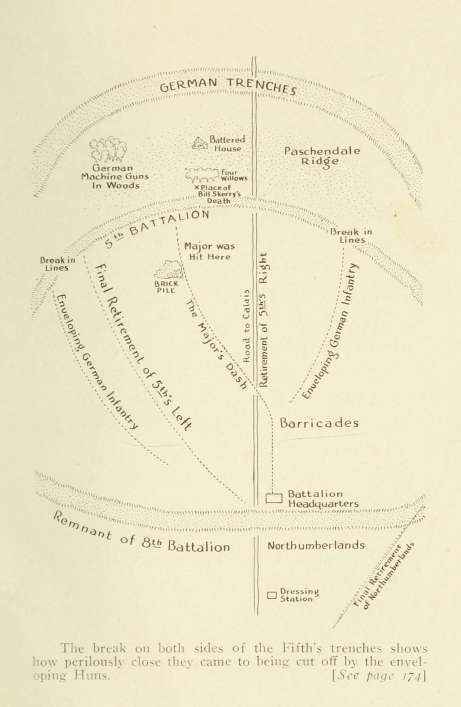 GERMAN TRENCHES
Battered
House
German
Machine Guns
In Woods
Paschendale
Ridge
Four
Willows
x Place of
Bill Skerry's
Death
5th BATTALION
Break in
Lines
Major was
Hit Here
Break in
Lines
BRICK
PILE
Enveloping German Infantry
Final Retirement of 5th's Left
The Major's Dash
Road to Calais
Retirement of 5th's Right
Enveloping German Infantry
Barricades
Battalion
Headquarters
Remnant of 8th Battalion
Northumberlands
Dressing
Station
Final Retirement
of Northumberlands
The break on both sides of the Fifth's trenches shows
how perilously close they came to being cut off by the envel-
oping Huns. [See page 174]